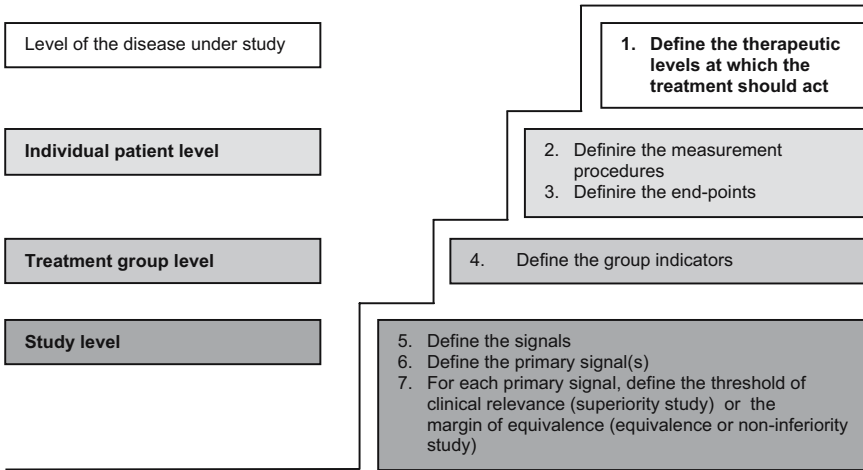 Level of the disease under study
1. Define the therapeutic
levels at which the
treatment should act
Individual patient level
2. Definire the measurement
procedures
3. Definire the end-points
Treatment group level
4. Define the group indicators
Study level
5. Define the signals
6. Define the primary signal(s)
7. For each primary signal, define the threshold of
clinical relevance (superiority study) or the
margin of equivalence (equivalence or non-inferiority
study)